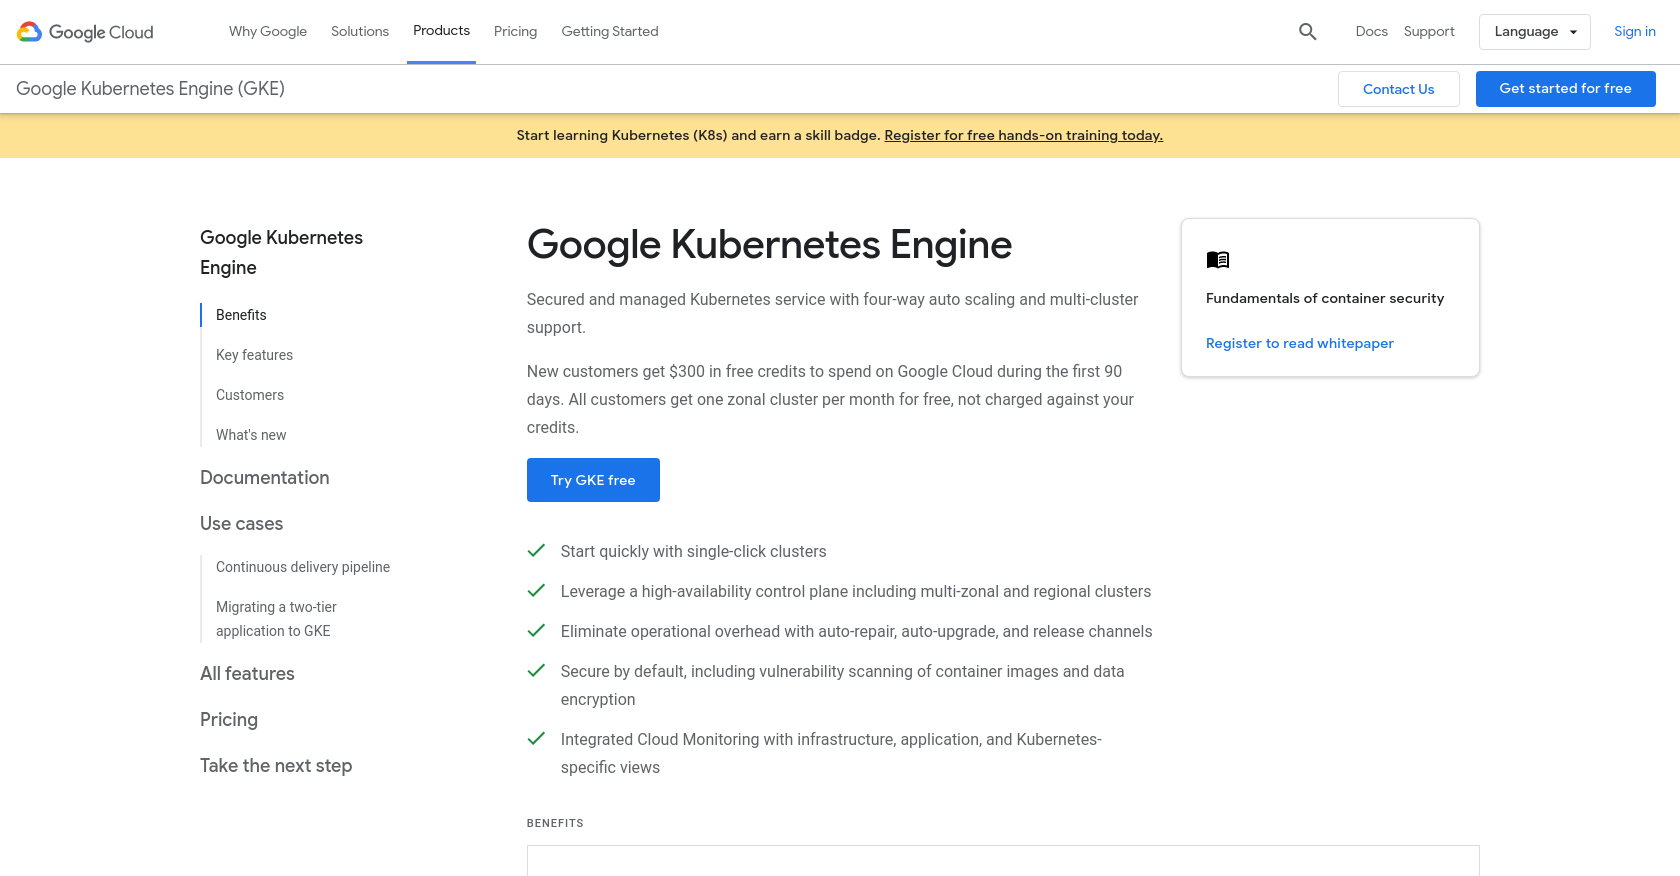 Google Cloud
Why Google
Solutions
Products
Pricing
Getting Started
Docs
Support
Language
Sign in
Google Kubernetes Engine (GKE)
Contact Us
Get started for free
Start learning Kubernetes (K8s) and earn a skill badge. Register for free hands-on training today.
Google Kubernetes
Engine
Benefits
Key features
Customers
What's new
Documentation
Use cases
Continuous delivery pipeline
Migrating a two-tier
application to GKE
All features
Pricing
Take the next step
Google Kubernetes Engine
Secured and managed Kubernetes service with four-way auto scaling and multi-cluster
support.
New customers get $300 in free credits to spend on Google Cloud during the first 90
days. All customers get one zonal cluster per month for free, not charged against your
credits.
Try GKE free
Start quickly with single-click clusters
Leverage a high-availability control plane including multi-zonal and regional clusters
Eliminate operational overhead with auto-repair, auto-upgrade, and release channels
Secure by default, including vulnerability scanning of container images and data
encryption
Integrated Cloud Monitoring with infrastructure, application, and Kubernetes-
specific views
BENEFITS
Fundamentals of container security
Register to read whitepaper